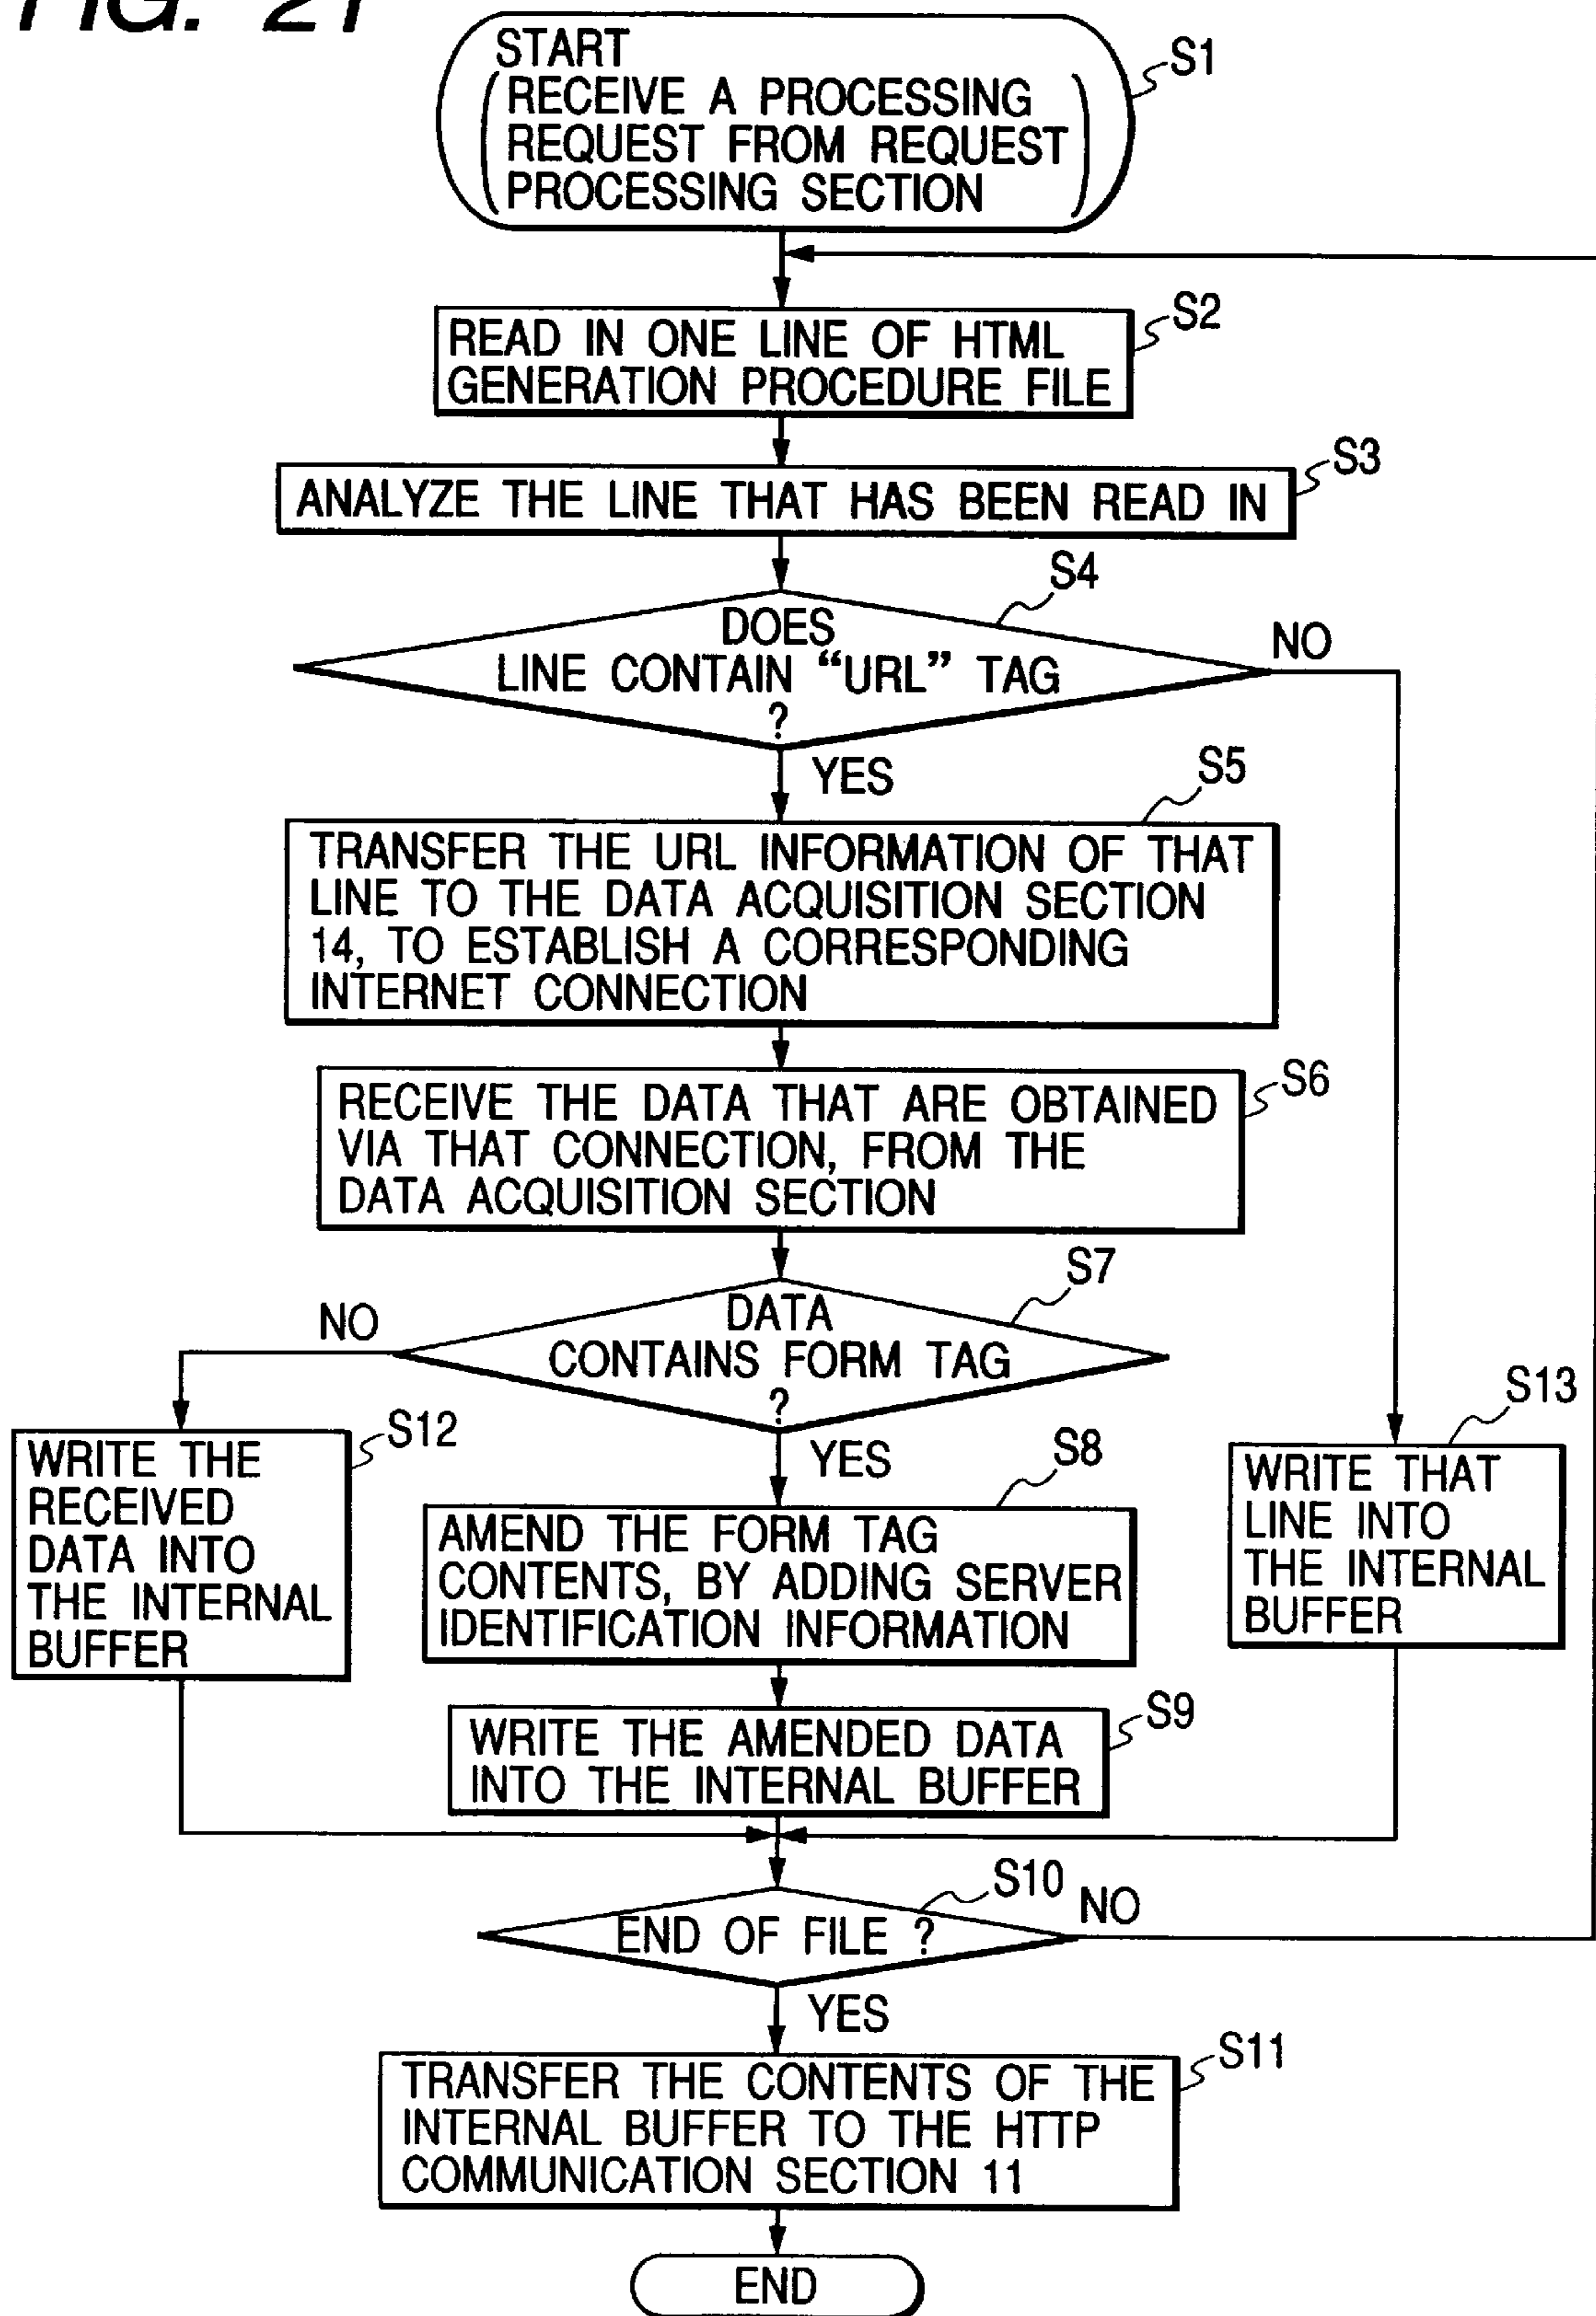 FIG. 21
START
RECEIVE A PROCESSING
REQUEST FROM REQUEST
PROCESSING SECTION
S1
READ IN ONE LINE OF HTML
GENERATION PROCEDURE FILE
S2
ANALYZE THE LINE THAT HAS BEEN READ IN
S3
DOES
LINE CONTAIN “URL” TAG
?
S4
NO
YES
TRANSFER THE URL INFORMATION OF THAT
LINE TO THE DATA ACQUISITION SECTION
14, TO ESTABLISH A CORRESPONDING
INTERNET CONNECTION
S5
RECEIVE THE DATA THAT ARE OBTAINED
VIA THAT CONNECTION, FROM THE
DATA ACQUISITION SECTION
S6
DATA
CONTAINS FORM TAG
?
S7
NO
YES
WRITE THE
RECEIVED
DATA INTO
THE INTERNAL
BUFFER
S12
AMEND THE FORM TAG
CONTENTS, BY ADDING SERVER
IDENTIFICATION INFORMATION
S8
WRITE THAT
LINE INTO
THE INTERNAL
BUFFER
S13
WRITE THE AMENDED DATA
INTO THE INTERNAL BUFFER
S9
END OF FILE ?
S10
NO
YES
TRANSFER THE CONTENTS OF THE
INTERNAL BUFFER TO THE HTTP
COMMUNICATION SECTION 11
S11
END